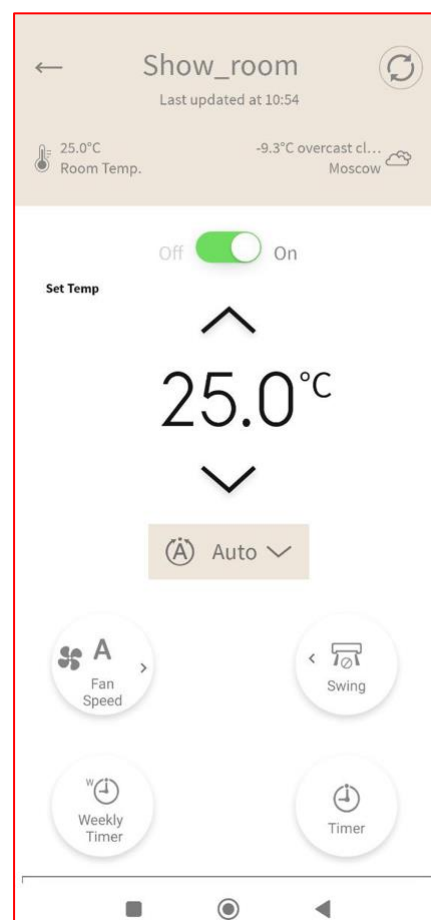 Show_room
Last updated at 10:54
25.0°C
Room Temp.
-9.3°C overcast cl...
Moscow
Off On
Set Temp
25.0°C
Auto
A
Fan
Speed
Swing
W
Weekly
Timer
Timer